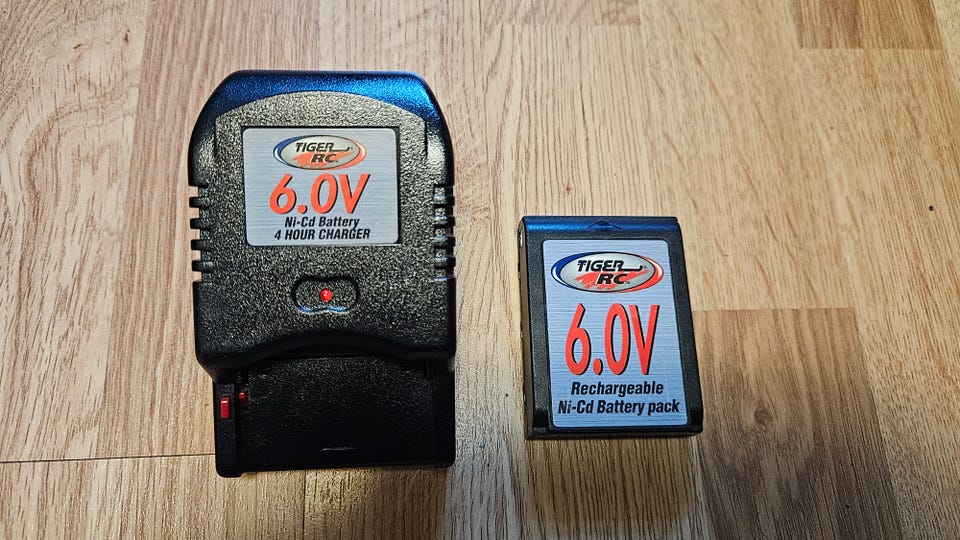 TIGER
RC
6.0V
Ni-Cd Battery
4 HOUR CHARGER
TIGER
RC
6.0V
Rechargeable
Ni-Cd Battery pack